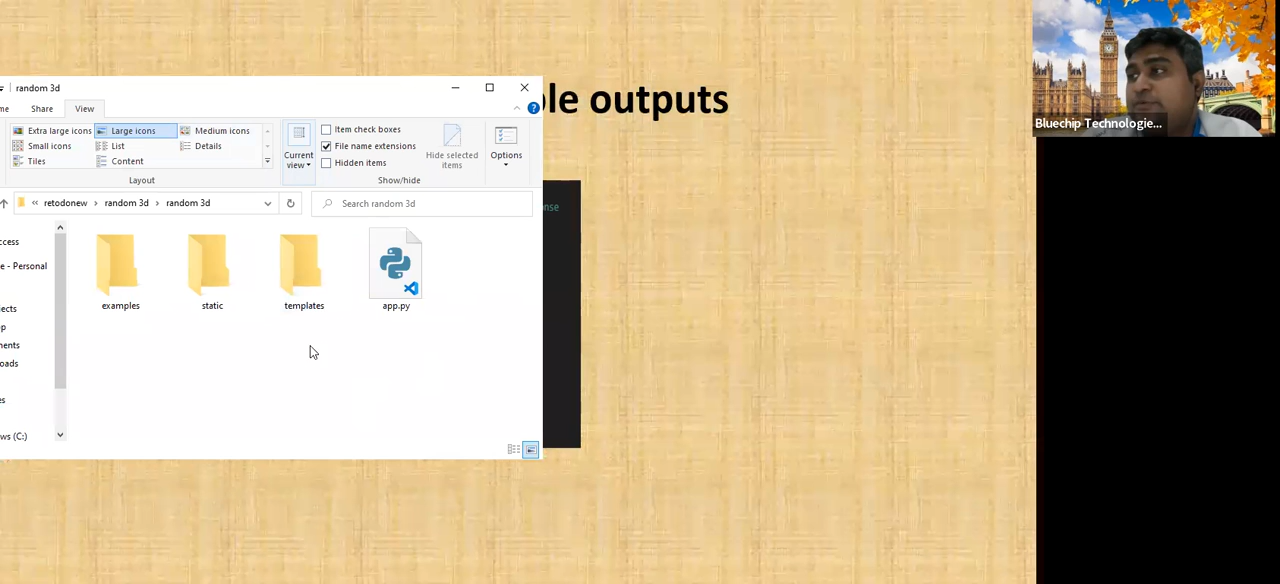 random 3d
Share
View
Extra large icons
Large icons
Medium icons
Small icons
List
Details
Tiles
Content
Layout
Current
view
Item check boxes
File name extensions
Hidden items
Hide selected
items
Options
Show/hide
retodonew
random 3d
random 3d
Search random 3d
e - Personal
(C:)
examples
static
templates
app.py
outputs
Bluechip Technologie...